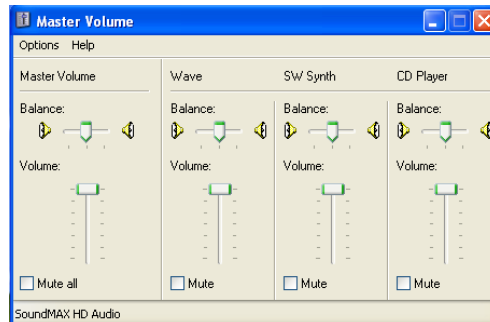 Master Volume
Options Help
Master Volume Wave SW Synth CD Player
Balance: Balance: Balance: Balance:
Volume: Volume: Volume: Volume:
Mute all Mute Mute Mute
SoundMAX HD Audio